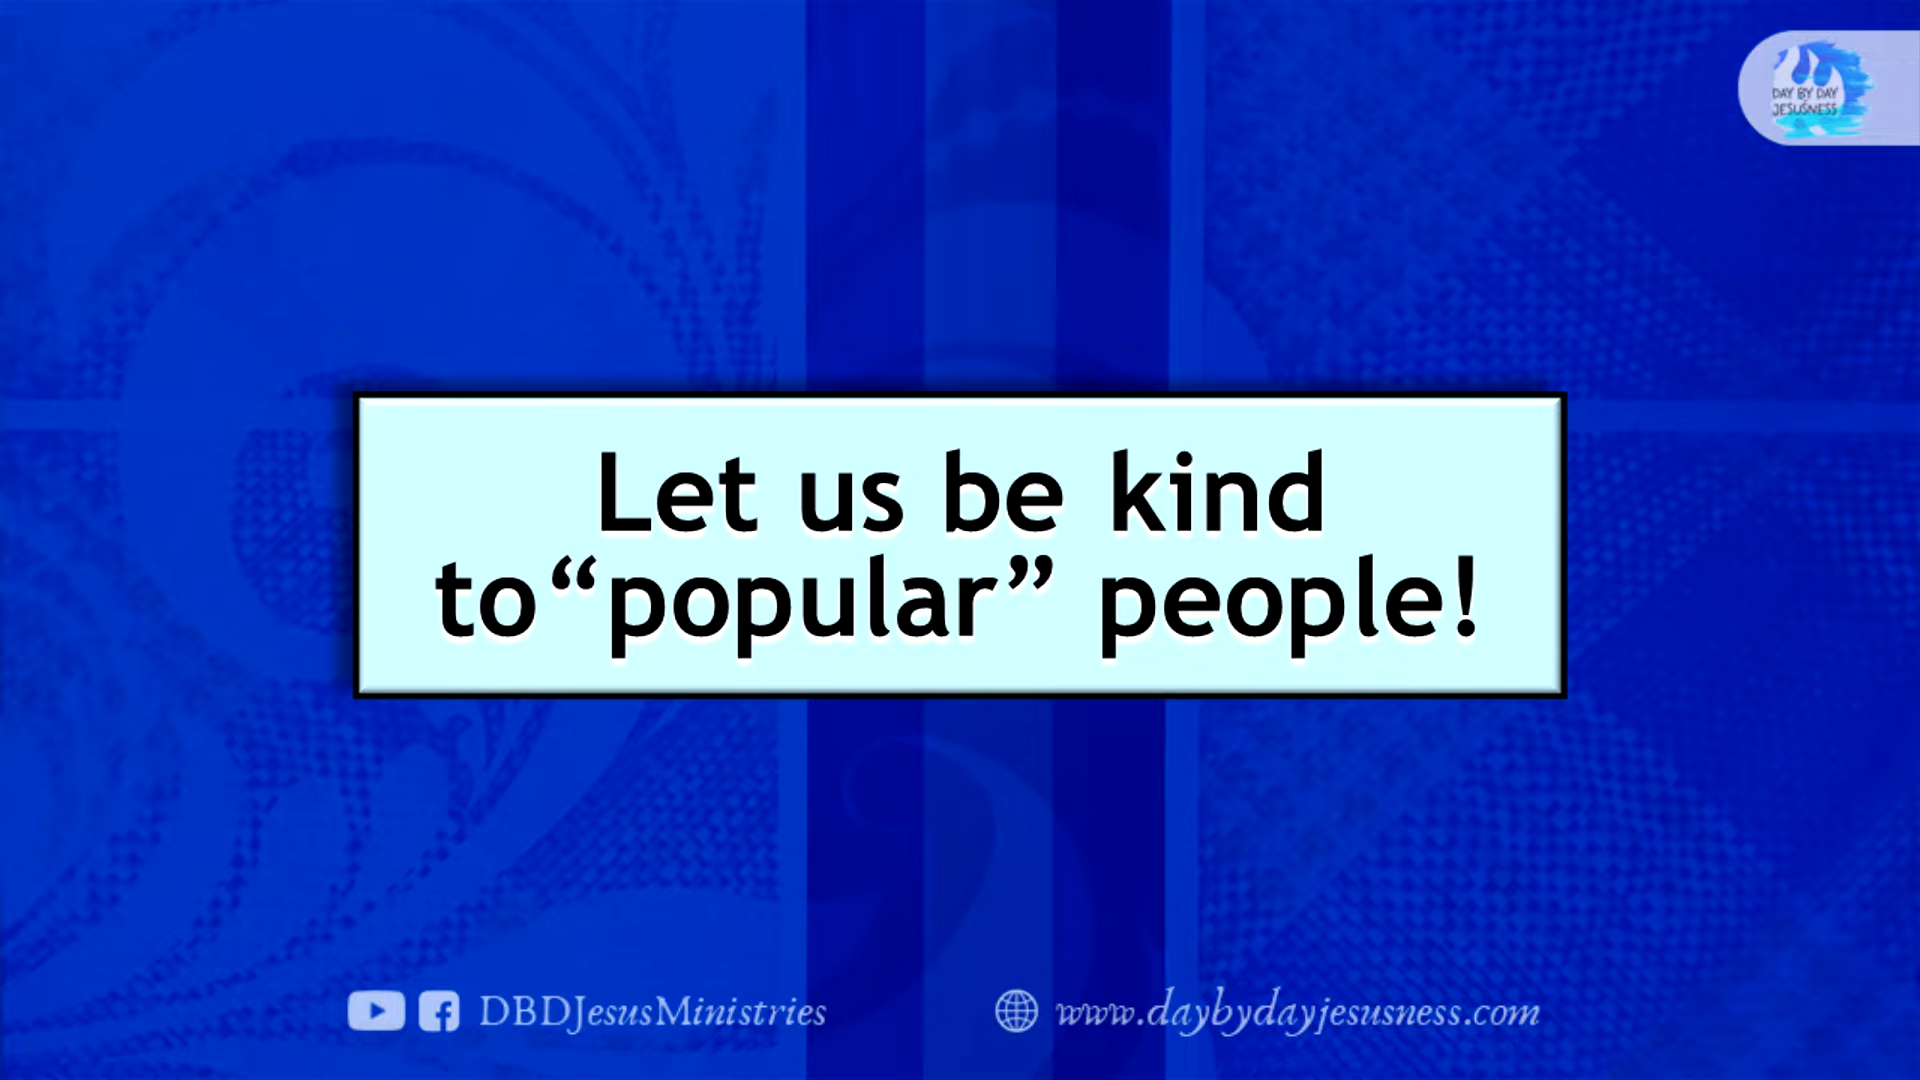 DAY BY DAY
JESUSNESS
Let us be kind
to“popular” people!
DBDJesusMinistries
www.daybydayjesusness.com